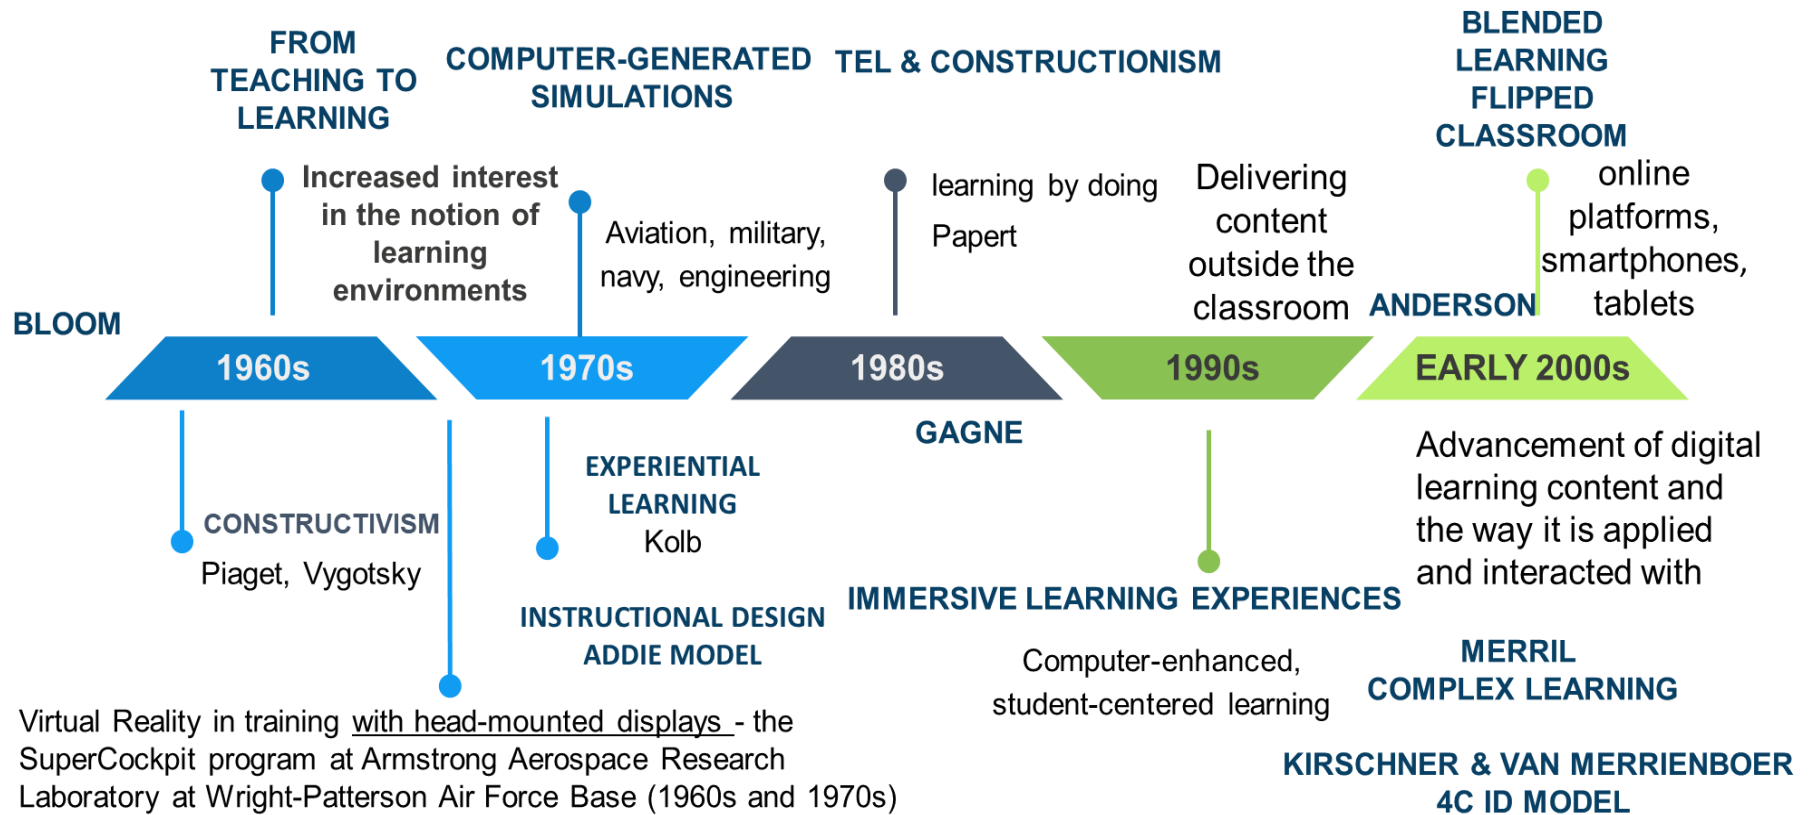 FROM
TEACHING TO
LEARNING
COMPUTER-GENERATED
SIMULATIONS
TEL & CONSTRUCTIONISM
BLENDED
LEARNING
FLIPPED
CLASSROOM
Increased interest
in the notion of
learning
environments
Aviation, military,
navy, engineering
learning by doing
Papert
Delivering
content
outside the
classroom
online
platforms,
smartphones,
tablets
BLOOM
ANDERSON
1960s
1970s
1980s
1990s
EARLY 2000s
GAGNE
CONSTRUCTIVISM
Piaget, Vygotsky
EXPERIENTIAL
LEARNING
Kolb
INSTRUCTIONAL DESIGN
ADDIE MODEL
Virtual Reality in training with head-mounted displays - the
SuperCockpit program at Armstrong Aerospace Research
Laboratory at Wright-Patterson Air Force Base (1960s and 1970s)
IMMERSIVE LEARNING EXPERIENCES
Computer-enhanced,
student-centered learning
Advancement of digital
learning content and
the way it is applied
and interacted with
MERRIL
COMPLEX LEARNING
KIRSCHNER & VAN MERRIENBOER
4C ID MODEL